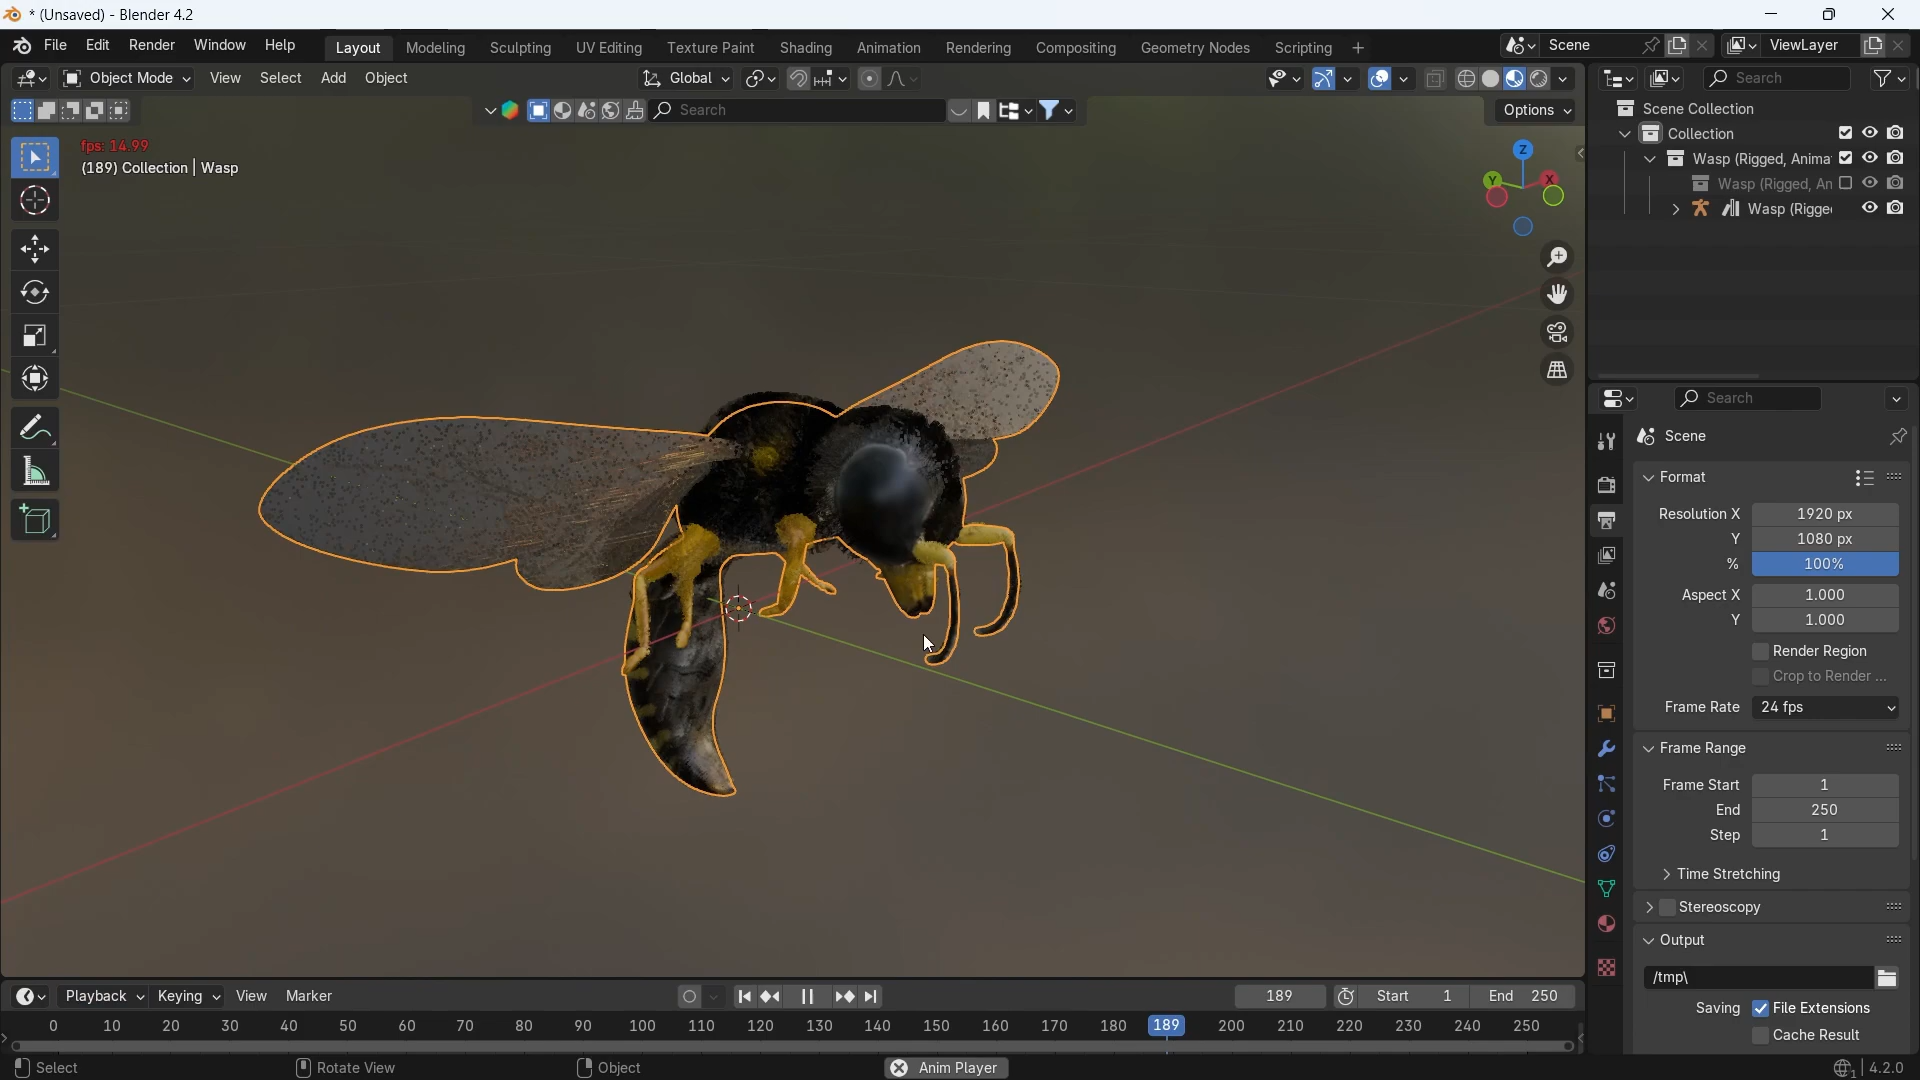 * (Unsaved) - Blender 4.2
File Edit Render Window Help
Layout Modeling Sculpting UV Editing Texture Paint Shading Animation Rendering Compositing Geometry Nodes Scripting +
Scene ViewLayer
Object Mode View Select Add Object Global Search
Search Options
fps: 14.99
(189) Collection | Wasp
Z
Y X
Scene Collection
Collection
Wasp (Rigged, Anima
Wasp (Rigged, An
Wasp (Rigge
Search
Scene
Format
Resolution X 1920 px
Y 1080 px
% 100%
Aspect X 1.000
Y 1.000
Render Region
Crop to Render ...
Frame Rate 24 fps
Frame Range
Frame Start 1
End 250
Step 1
Time Stretching
Stereoscopy
Output
/tmp\
Saving File Extensions
Cache Result
Playback Keying View Marker 189 Start 1 End 250
0 10 20 30 40 50 60 70 80 90 100 110 120 130 140 150 160 170 180 189 200 210 220 230 240 250
Select Rotate View Object Anim Player 4.2.0